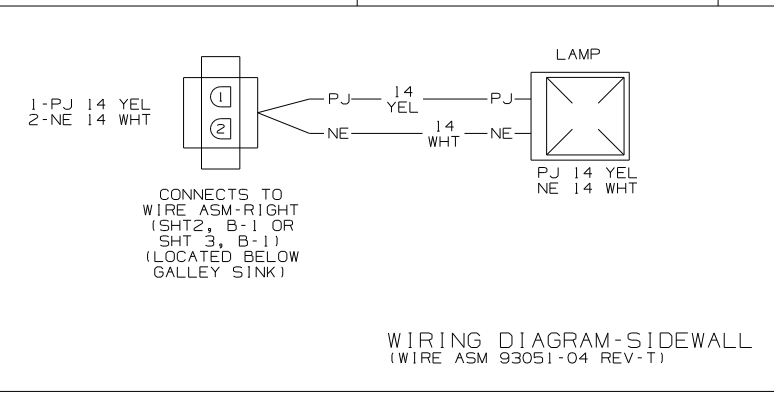 LAMP
1-PJ 14 YEL
2-NE 14 WHT
1
2
PJ 14 YEL PJ
NE 14 WHT NE
PJ 14 YEL
NE 14 WHT
CONNECTS TO
WIRE ASM-RIGHT
(SHT2, B-1 OR
SHT 3, B-1)
(LOCATED BELOW
GALLEY SINK)
WIRING DIAGRAM-SIDEWALL
(WIRE ASM 93051-04 REV-T)